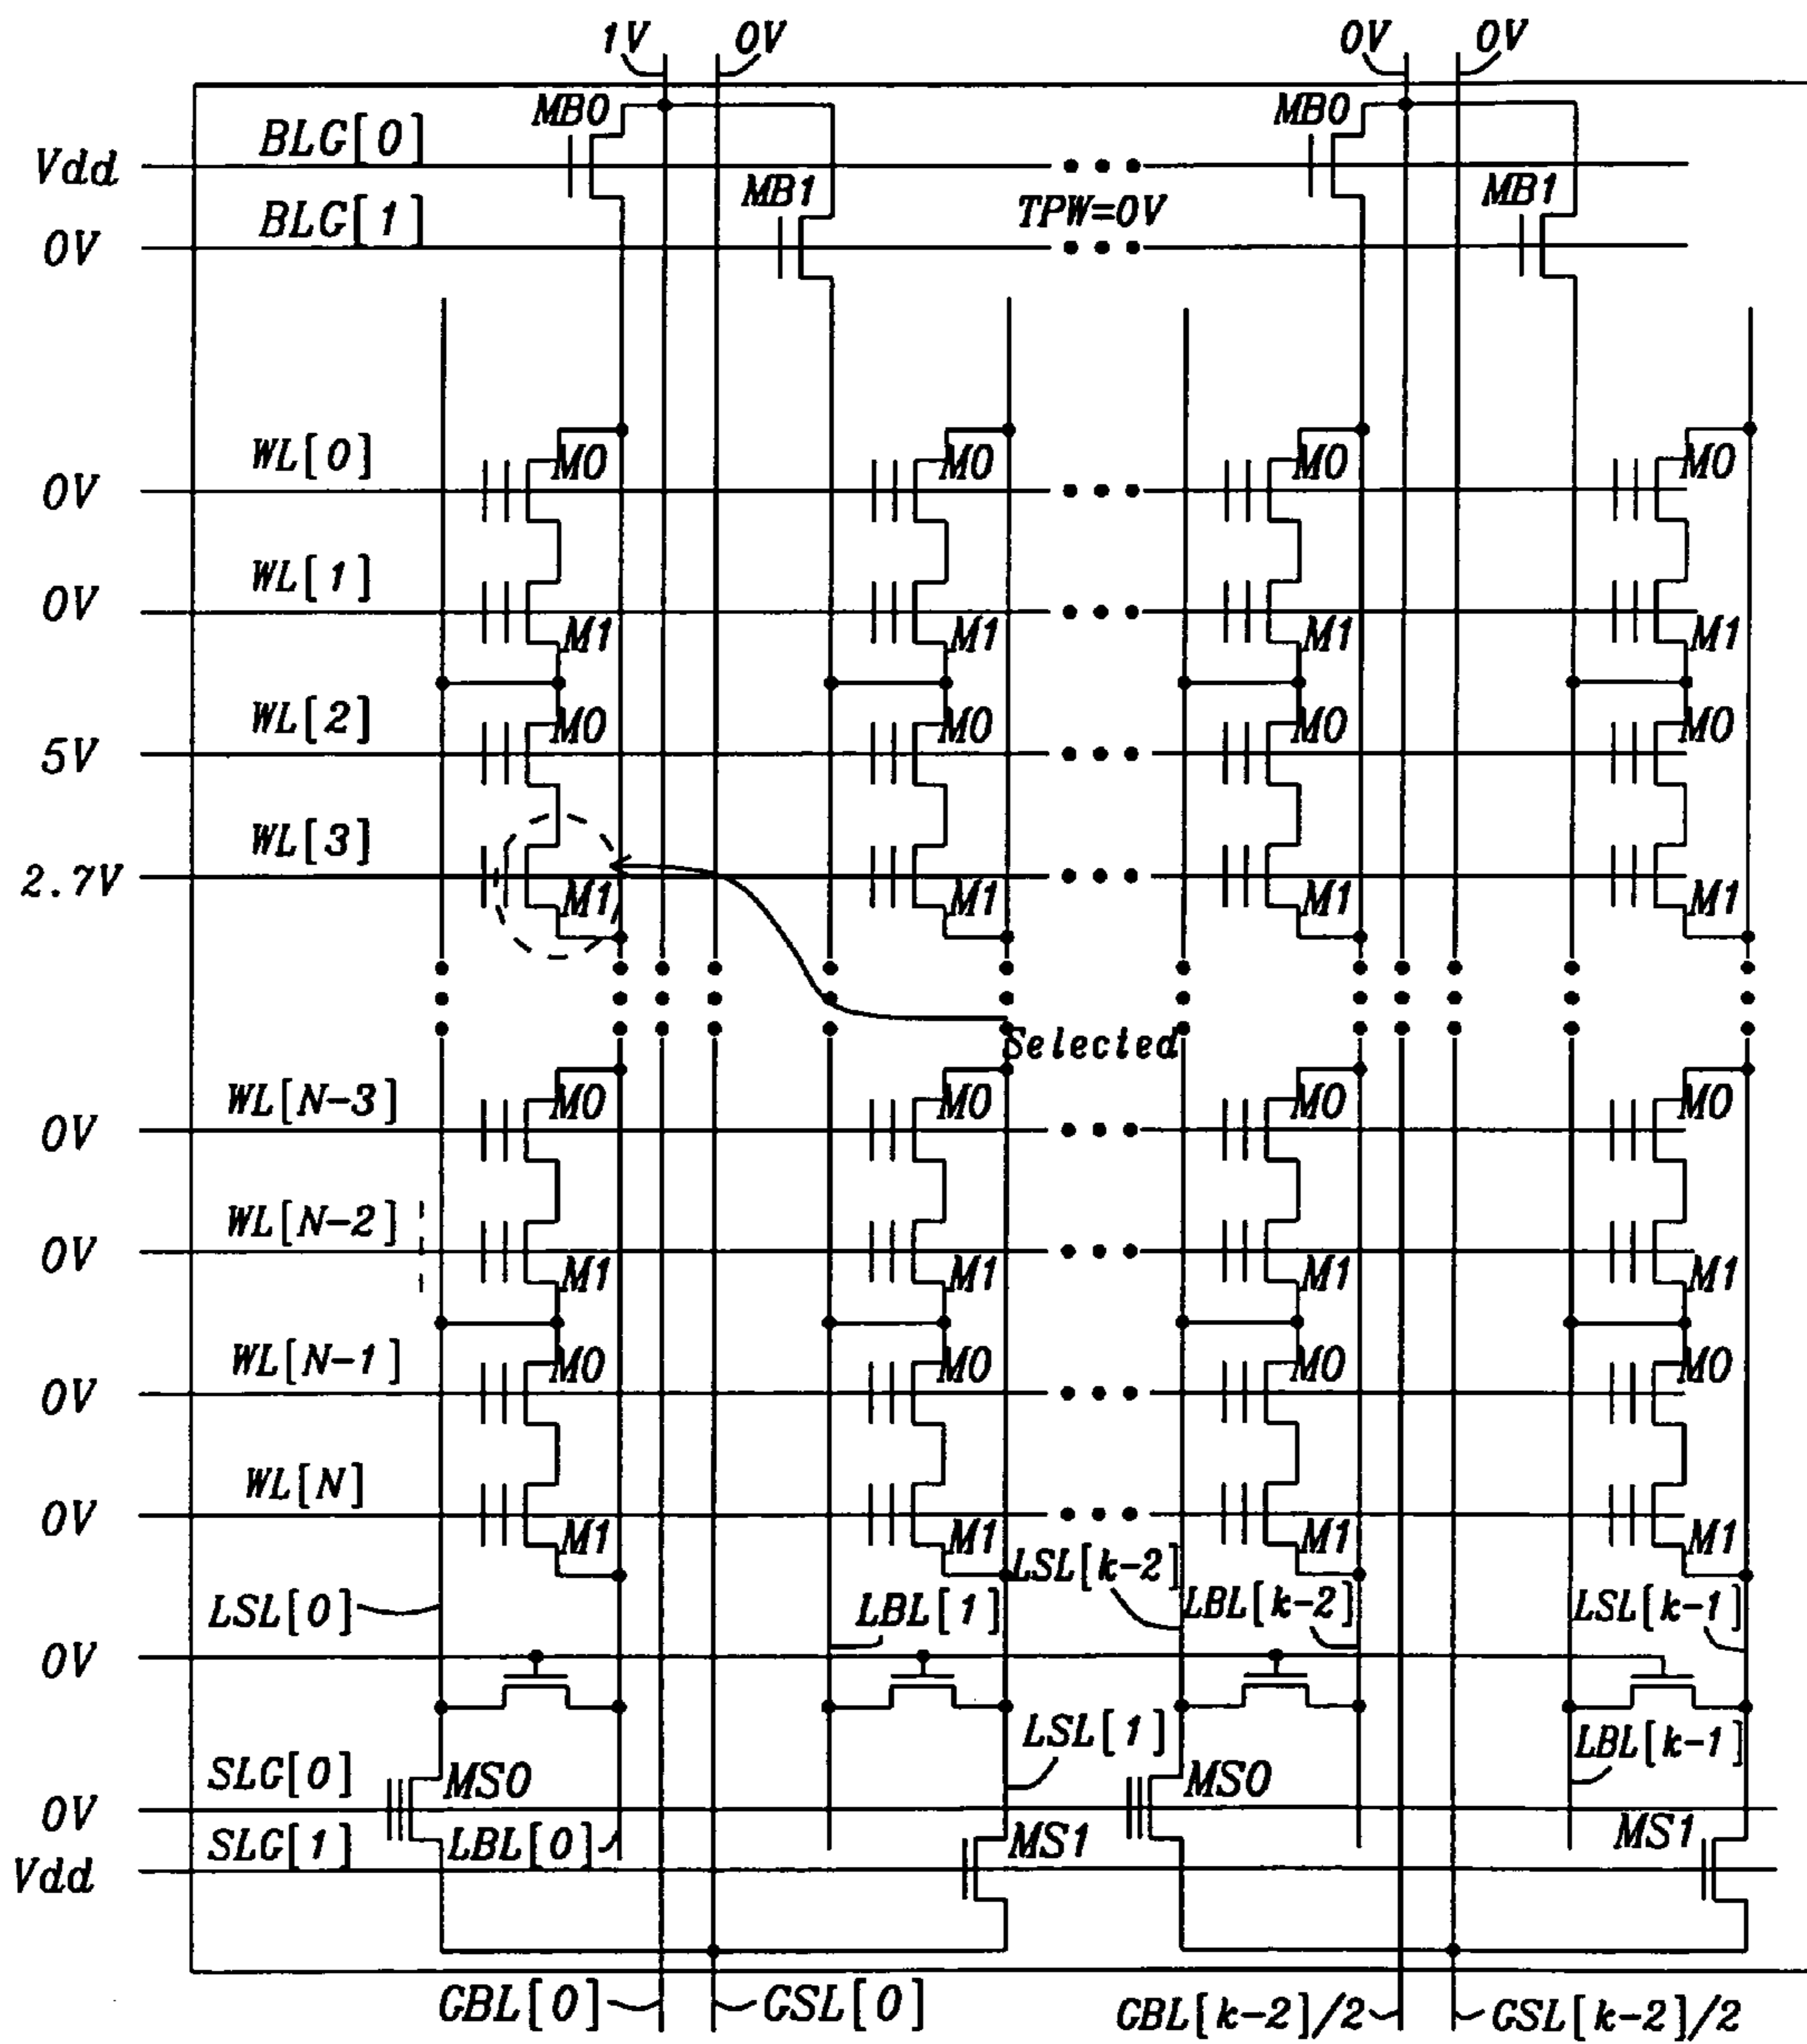 1V 0V 0V 0V
MB0 MB0
Vdd BLG[0]
MB1 TPW=0V MB1
0V BLG[1]
WL[0] M0 M0 M0 M0
0V
WL[1]
0V M1 M1 M1 M1
WL[2] M0 M0 M0 M0
5V
WL[3]
2.7V M1 M1 M1 M1
Selected
WL[N-3] M0 M0 M0 M0
0V
WL[N-2]
0V M1 M1 M1 M1
WL[N-1] M0 M0 M0 M0
0V
WL[N]
0V M1 M1 M1 M1
LSL[k-2]
LSL[0] LBL[1] LBL[k-2] LSL[k-1]
0V
LSL[1] LBL[k-1]
SLG[0] MS0 MS0
0V
SLG[1] LBL[0] MS1 MS1
Vdd
GBL[0] GSL[0] GBL[k-2]/2 GSL[k-2]/2